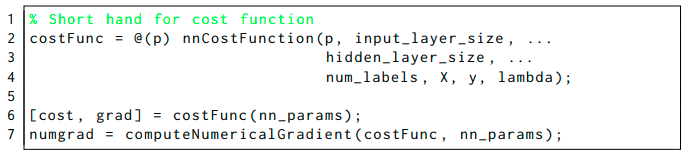 1 % Short hand for cost function
2 costFunc = @(p) nnCostFunction(p, input_layer_size, ...
3                                hidden_layer_size, ...
4                                num_labels, X, y, lambda);
5
6 [cost, grad] = costFunc(nn_params);
7 numgrad = computeNumericalGradient(costFunc, nn_params);